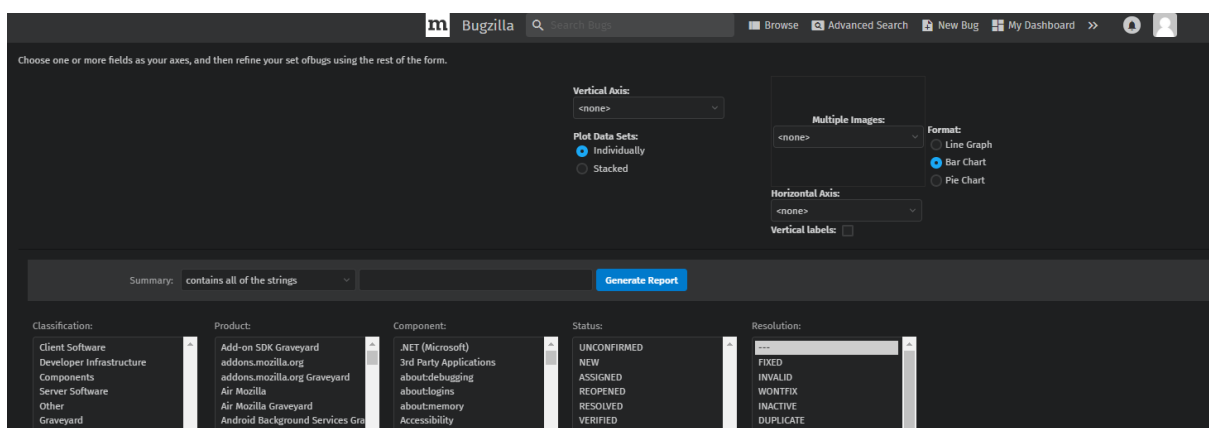 m Bugzilla Search Bugs Browse Advanced Search New Bug My Dashboard »
Choose one or more fields as your axes, and then refine your set ofbugs using the rest of the form.
Vertical Axis:
<none>
Plot Data Sets:
Individually
Stacked
Multiple Images:
<none>
Format:
Line Graph
Bar Chart
Pie Chart
Horizontal Axis:
<none>
Vertical labels:
Summary: contains all of the strings Generate Report
Classification:
Client Software
Developer Infrastructure
Components
Server Software
Other
Graveyard
Product:
Add-on SDK Graveyard
addons.mozilla.org
addons.mozilla.org Graveyard
Air Mozilla
Air Mozilla Graveyard
Android Background Services Gra
Component:
.NET (Microsoft)
3rd Party Applications
about:debugging
about:logins
about:memory
Accessibility
Status:
UNCONFIRMED
NEW
ASSIGNED
REOPENED
RESOLVED
VERIFIED
Resolution:
---
FIXED
INVALID
WONTFIX
INACTIVE
DUPLICATE